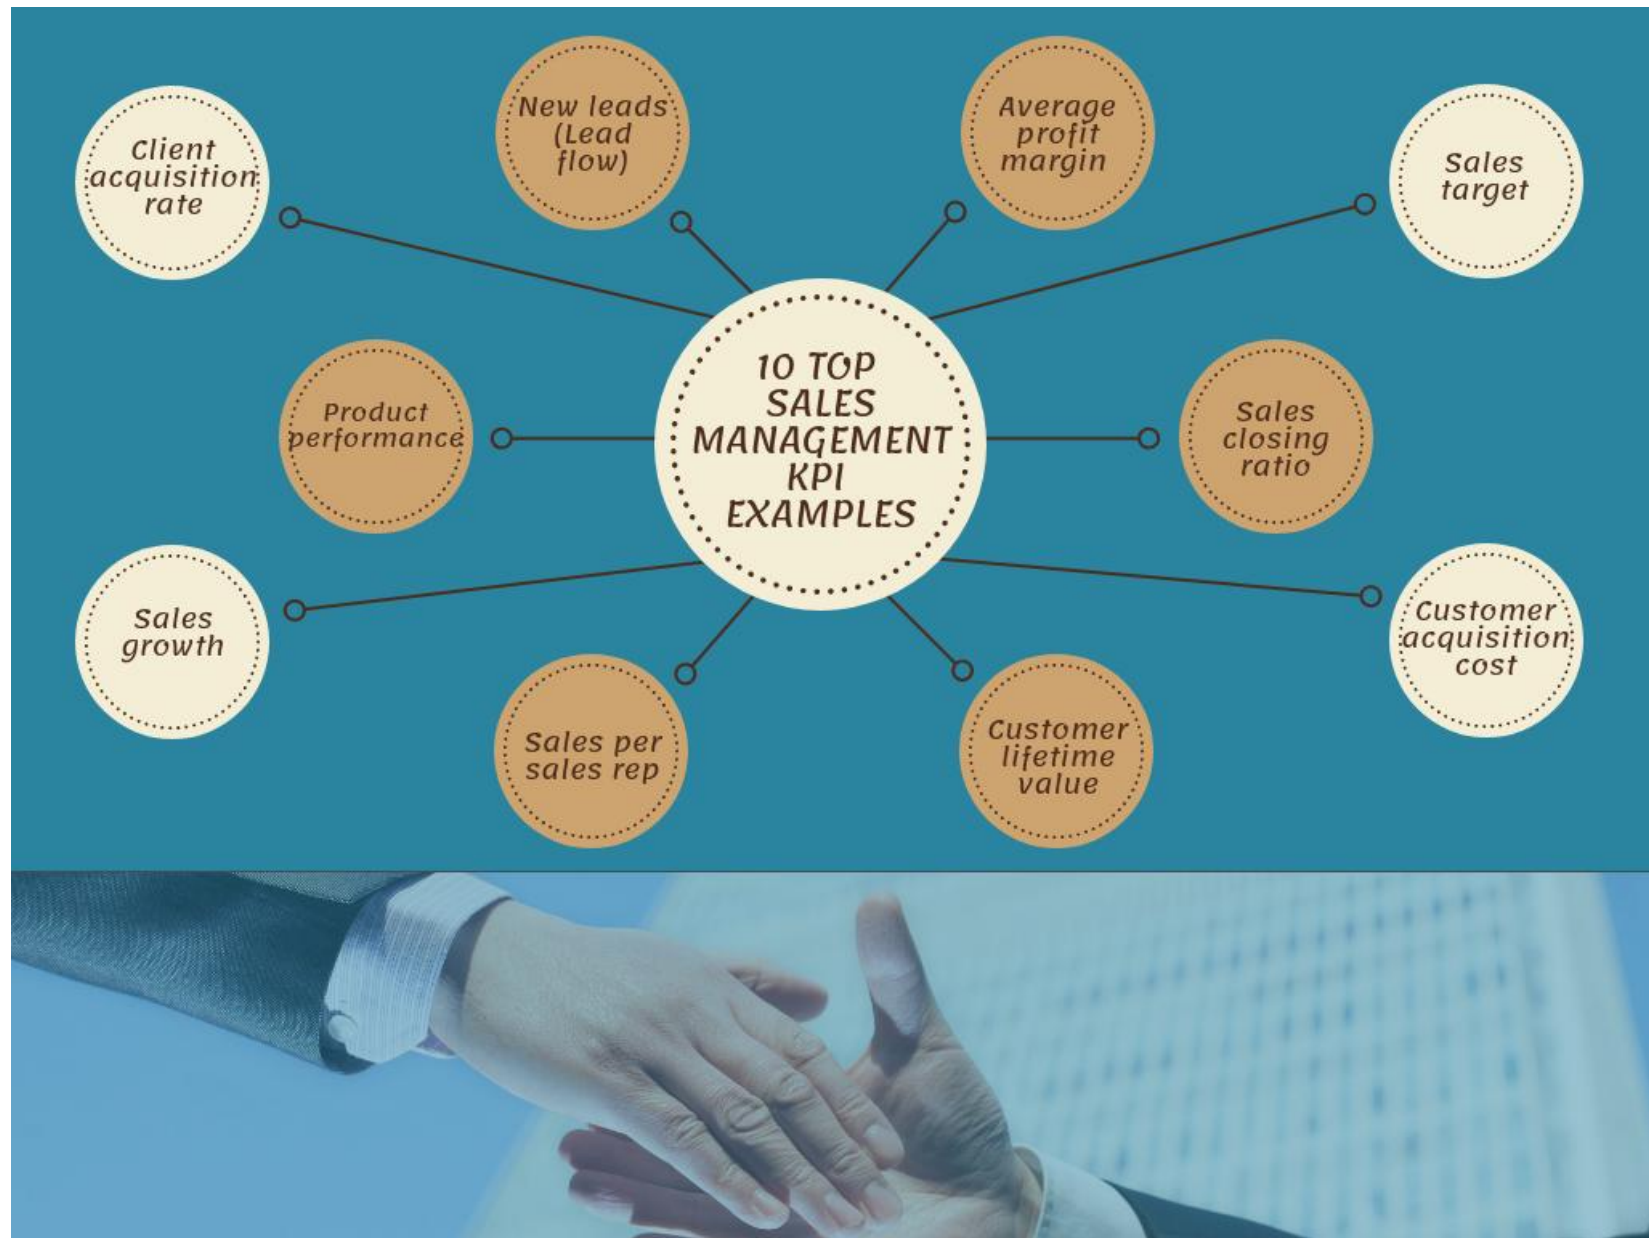 New leads
(Lead
flow)
Average
profit
margin
Client
acquisition
rate
Sales
target
10 TOP
SALES
MANAGEMENT
KPI
EXAMPLES
Product
performance
Sales
closing
ratio
Sales
growth
Customer
acquisition
cost
Sales per
sales rep
Customer
lifetime
value